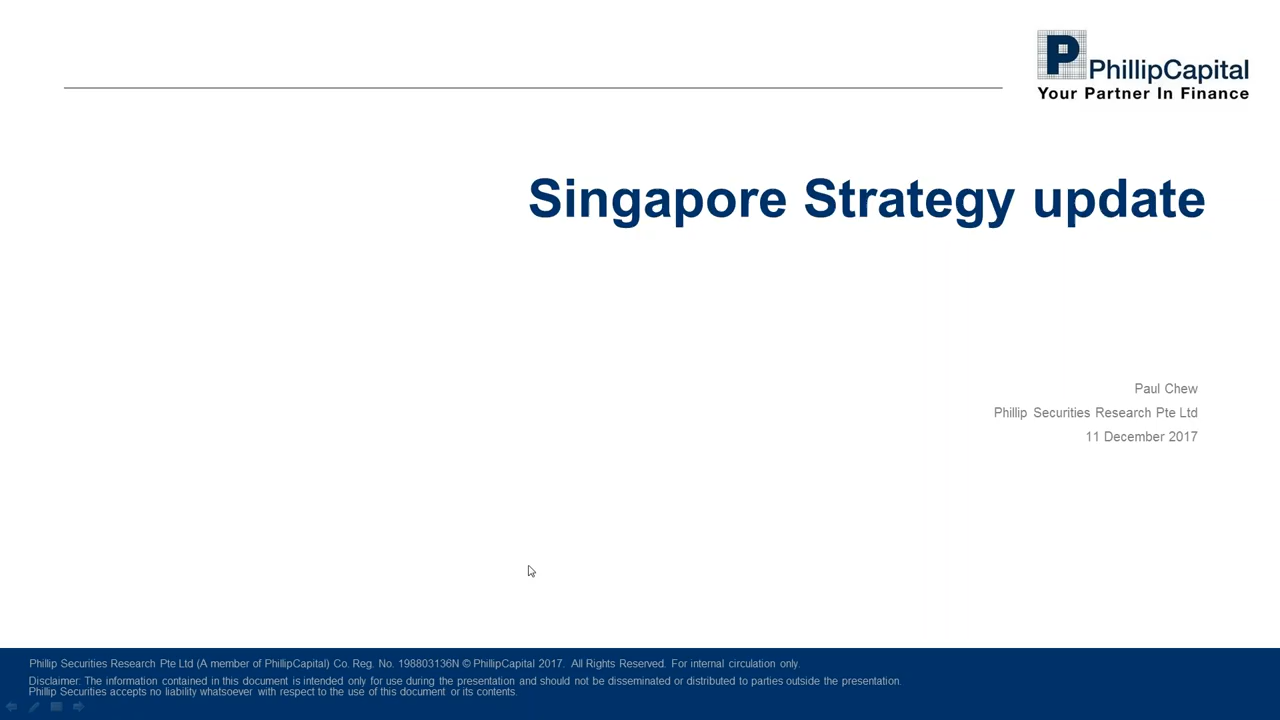 P
PhillipCapital
Your Partner In Finance
Singapore Strategy update
Paul Chew
Phillip Securities Research Pte Ltd
11 December 2017
Phillip Securities Research Pte Ltd (A member of PhillipCapital) Co. Reg. No. 198803136N © PhillipCapital 2017. All Rights Reserved. For internal circulation only.
Disclaimer: The information contained in this document is intended only for use during the presentation and should not be disseminated or distributed to parties outside the presentation.
Phillip Securities accepts no liability whatsoever with respect to the use of this document or its contents.